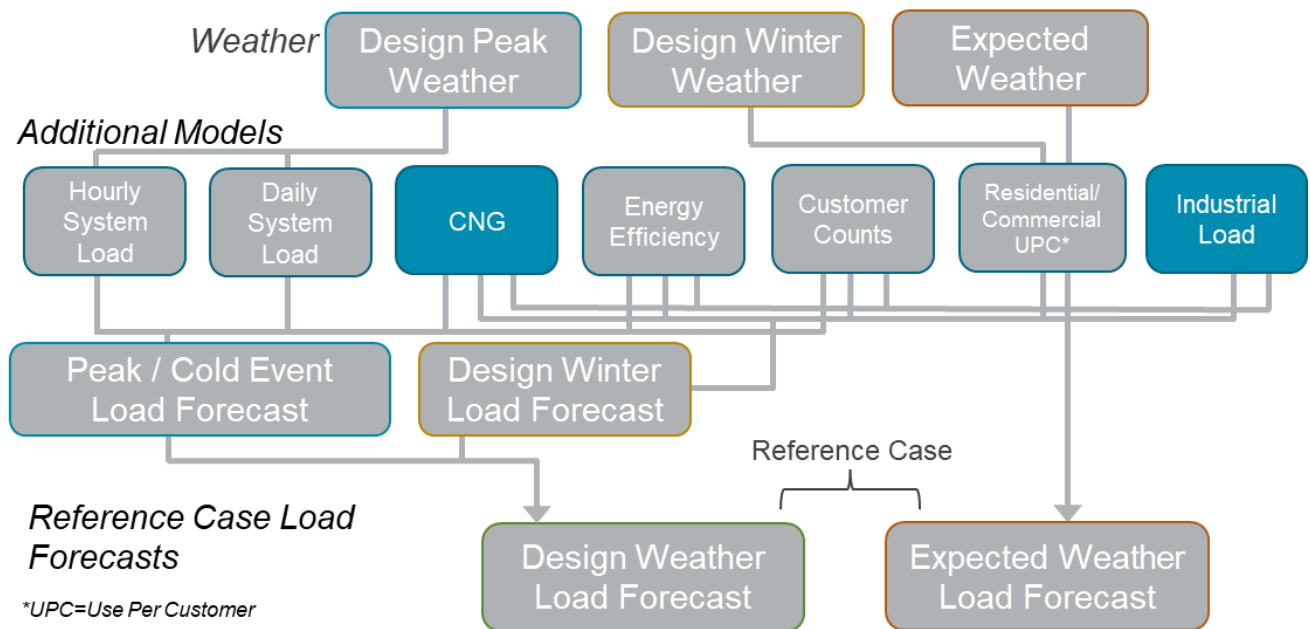 Weather
Design Peak
Weather
Design Winter
Weather
Expected
Weather
Additional Models
Hourly
System
Load
Daily
System
Load
CNG
Energy
Efficiency
Customer
Counts
Residential/
Commercial
UPC*
Industrial
Load
Peak / Cold Event
Load Forecast
Design Winter
Load Forecast
Reference Case
Reference Case Load
Forecasts
Design Weather
Load Forecast
Expected Weather
Load Forecast
*UPC=Use Per Customer